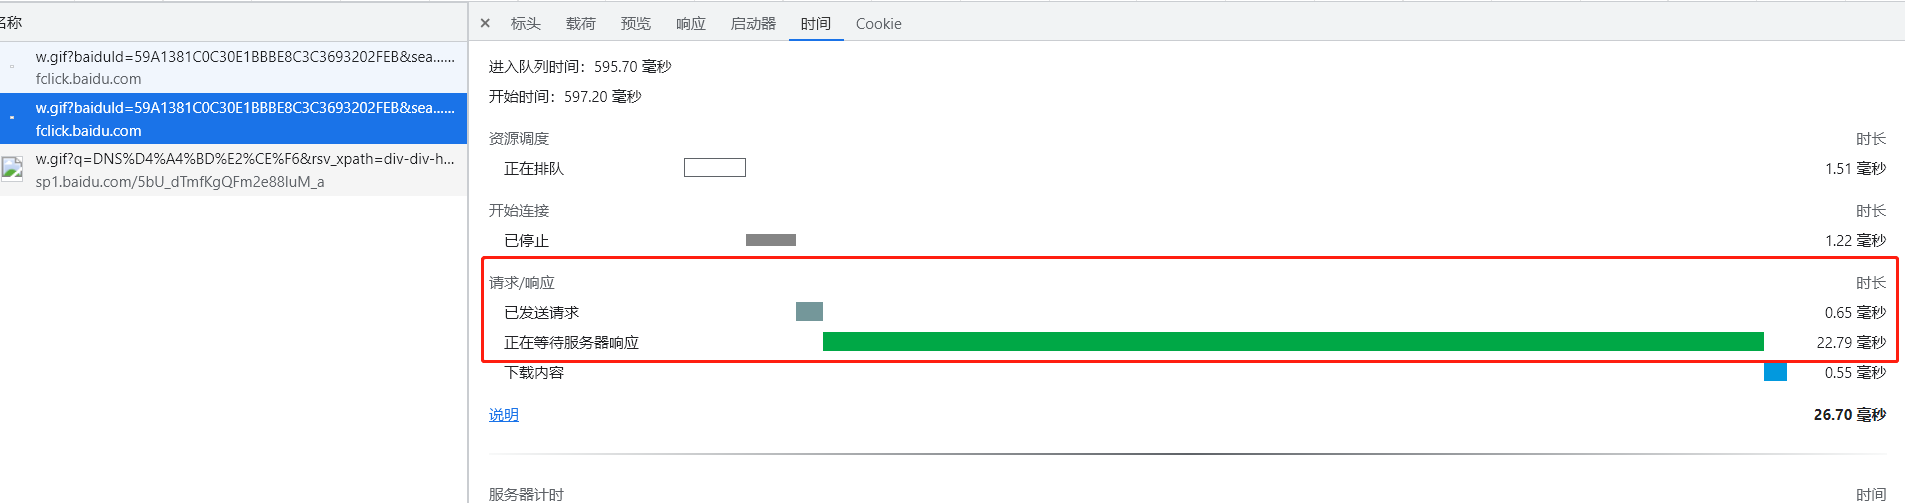 名称
w.gif?baiduId=59A1381C0C30E1BBBE8C3C3693202FEB&sea......
fclick.baidu.com
w.gif?baiduId=59A1381C0C30E1BBBE8C3C3693202FEB&sea......
fclick.baidu.com
w.gif?q=DNS%D4%A4%BD%E2%CE%F6&rsv_xpath=div-div-h...
sp1.baidu.com/5bU_dTmfKgQFm2e88IuM_a
× 标头 载荷 预览 响应 启动器 时间 Cookie
进入队列时间：595.70 毫秒
开始时间：597.20 毫秒
资源调度 时长
正在排队 1.51 毫秒
开始连接 时长
已停止 1.22 毫秒
请求/响应 时长
已发送请求 0.65 毫秒
正在等待服务器响应 22.79 毫秒
下载内容 0.55 毫秒
说明 26.70 毫秒
服务器计时 时间